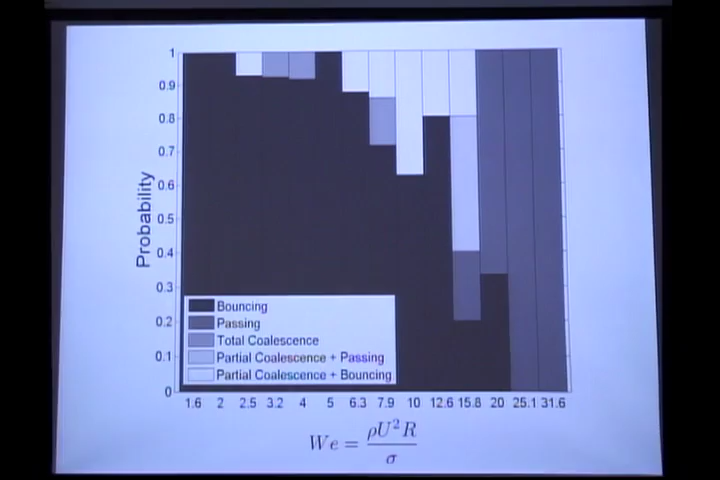 Probability
1
0.9
0.8
0.7
0.6
0.5
0.4
0.3
0.2
0.1
0
Bouncing
Passing
Total Coalescence
Partial Coalescence + Passing
Partial Coalescence + Bouncing
1.6 2 2.5 3.2 4 5 6.3 7.9 10 12.6 15.8 20 25.1 31.6
We = ρU²R / σ